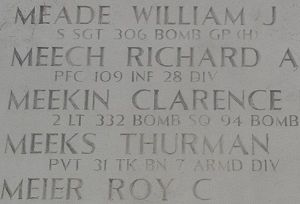 MEADE WILLIAM J
S SGT 306 BOMB GP (H)
MEECH RICHARD A
PFC 109 INF 28 DIV
MEEKIN CLARENCE
2 LT 332 BOMB SQ 94 BOMB
MEEKS THURMAN
PVT 31 TK BN 7 ARMD DIV
MEIER ROY C